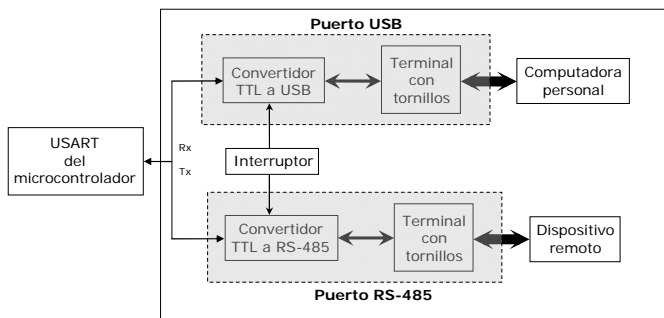 Puerto USB
Convertidor
TTL a USB
Terminal
con
tornillos
Computadora
personal
USART
del
microcontrolador
Rx
Tx
Interruptor
Convertidor
TTL a RS-485
Terminal
con
tornillos
Dispositivo
remoto
Puerto RS-485